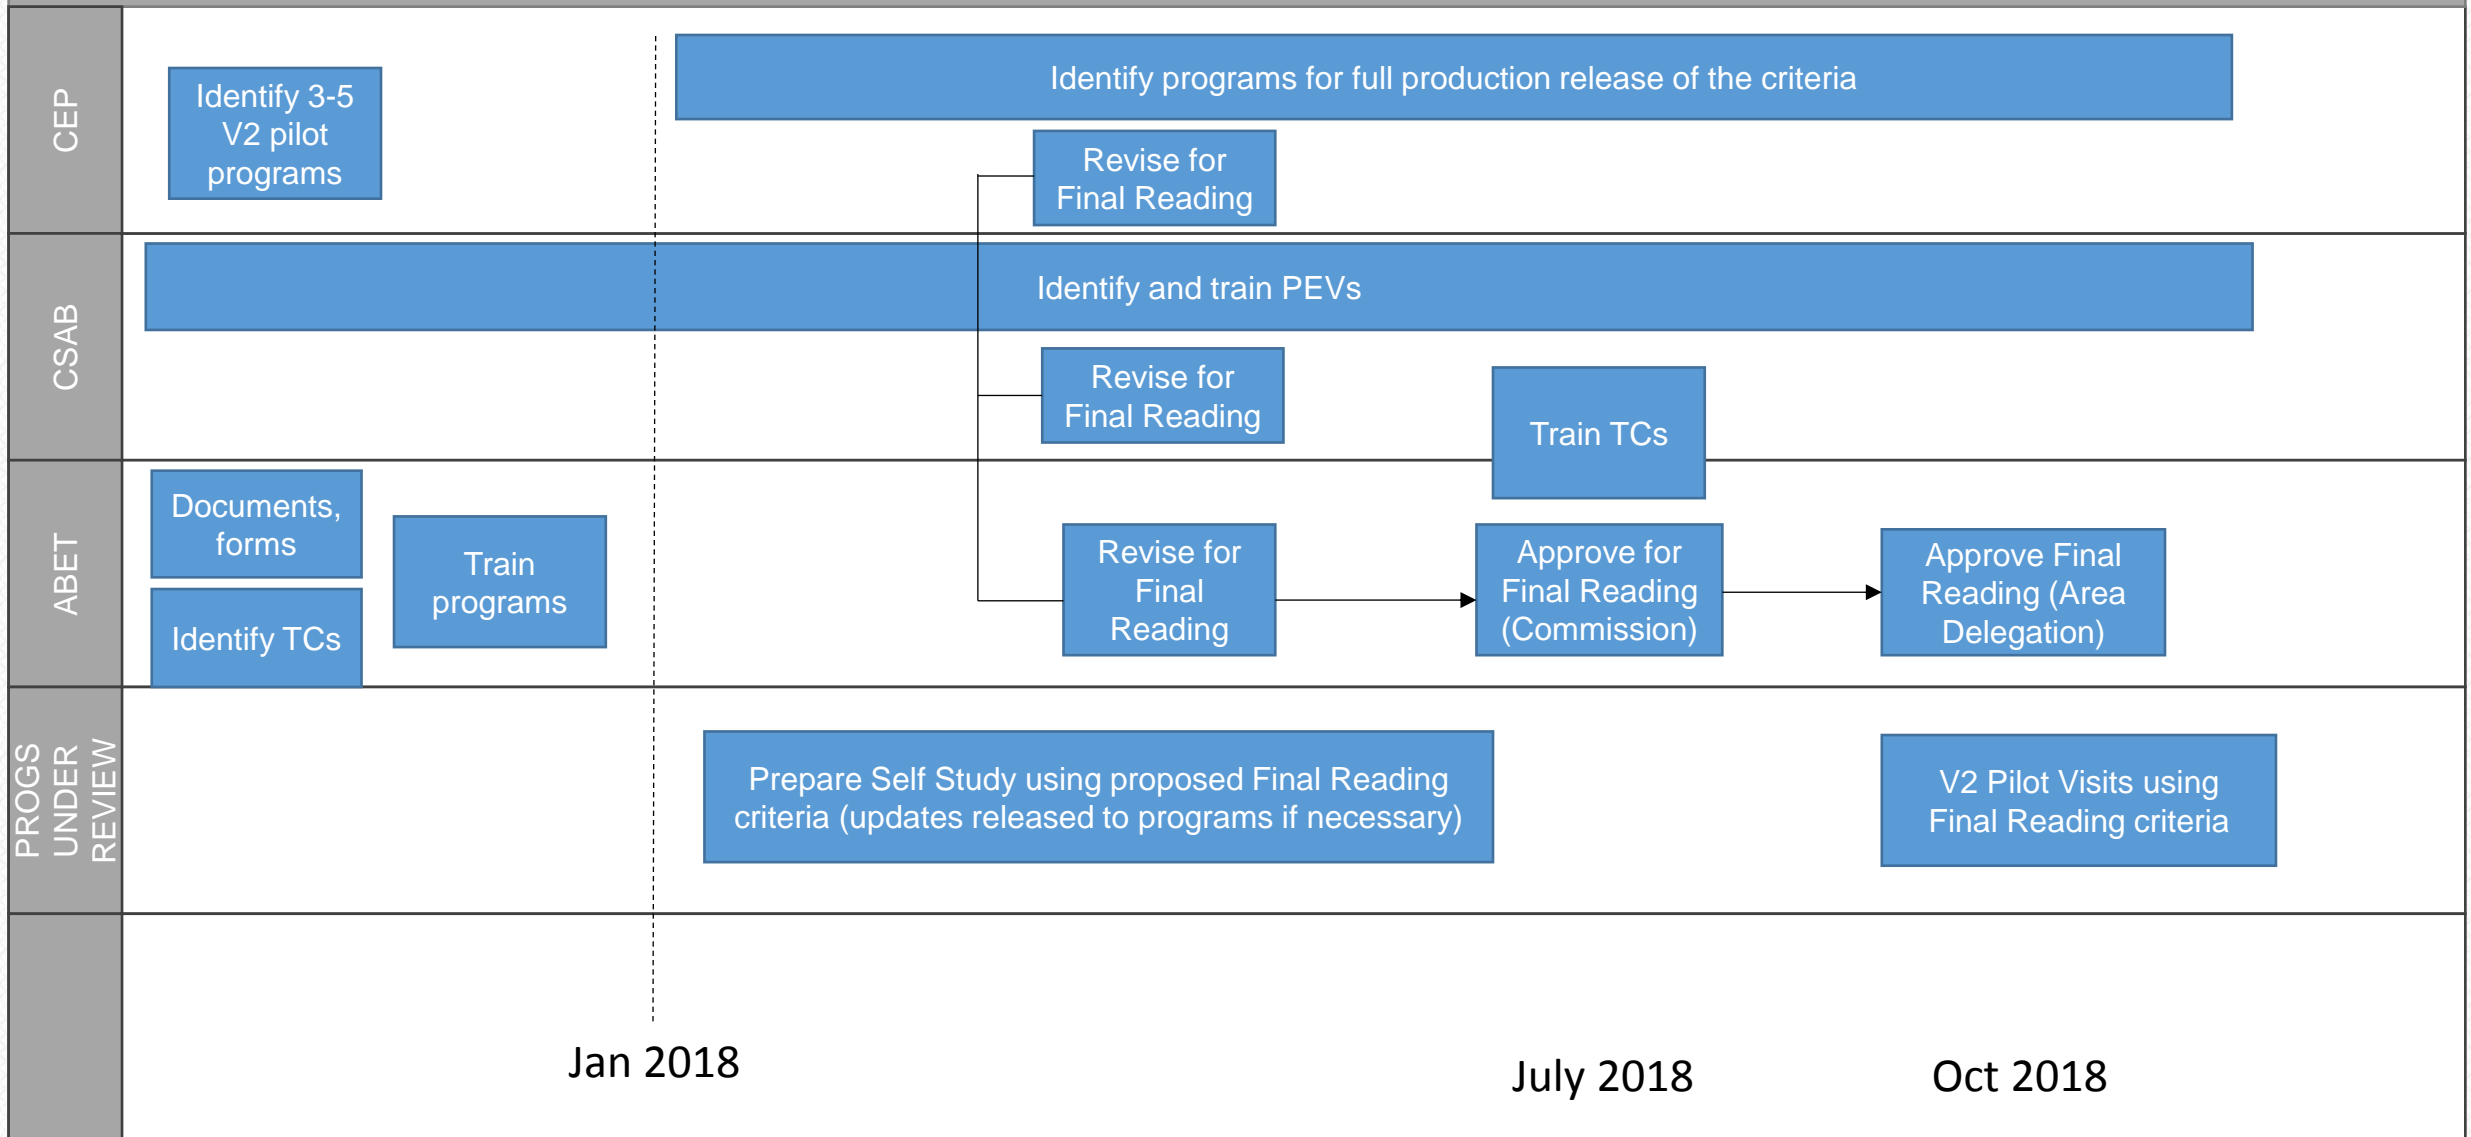 CEP
Identify 3-5
V2 pilot
programs
Identify programs for full production release of the criteria
Revise for
Final Reading
CSAB
Identify and train PEVs
Revise for
Final Reading
Train TCs
ABET
Documents,
forms
Identify TCs
Train
programs
Revise for
Final
Reading
Approve for
Final Reading
(Commission)
Approve Final
Reading (Area
Delegation)
PROGS
UNDER
REVIEW
Prepare Self Study using proposed Final Reading
criteria (updates released to programs if necessary)
V2 Pilot Visits using
Final Reading criteria
Jan 2018
July 2018
Oct 2018